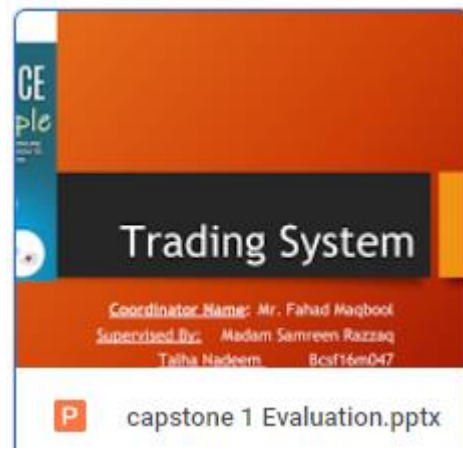 CE
ple
Trading System
Coordinator Name: Mr. Fahad Maqbool
Supervised By: Madam Samreen Razzaq
Talha Nadeem Bcsf16m047
P capstone 1 Evaluation.pptx